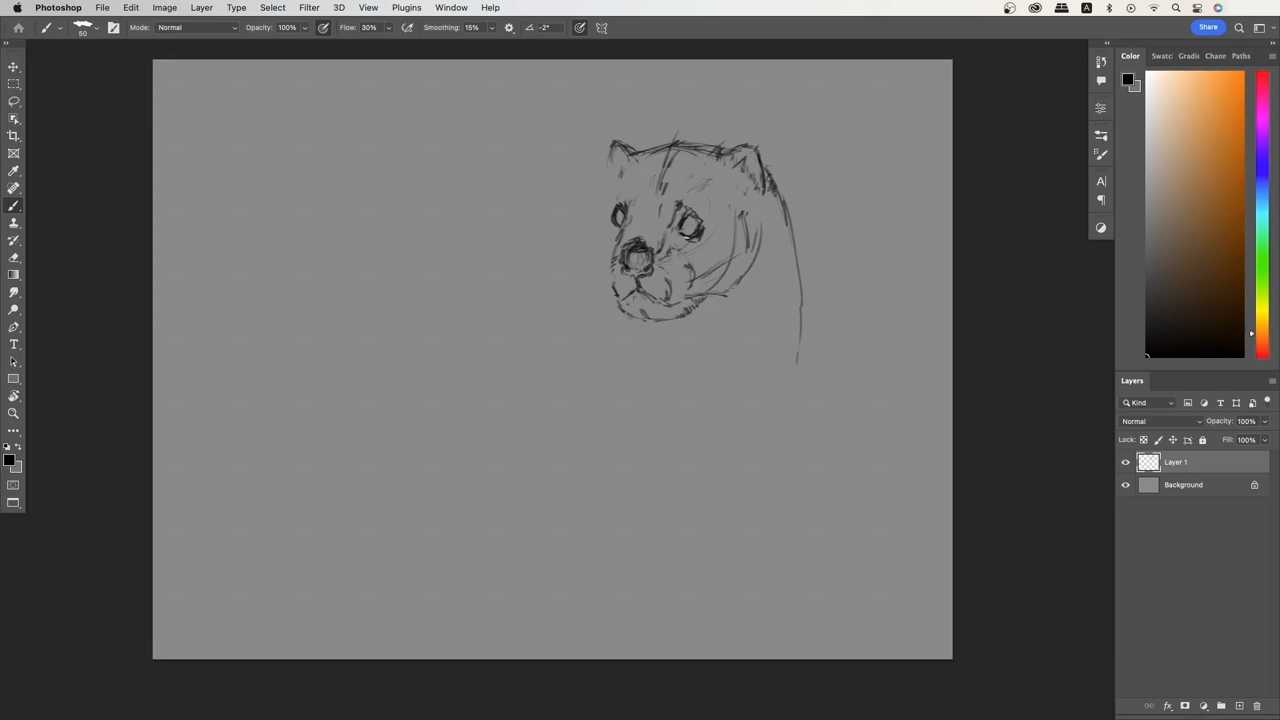 Photoshop File Edit Image Layer Type Select Filter 3D View Plugins Window Help A
50 Mode: Normal Opacity: 100% Flow: 30% Smoothing: 15% -2° Share
Color Swatc Gradie Chann Paths
Layers
Kind
Normal Opacity: 100%
Lock: Fill: 100%
Layer 1
Background